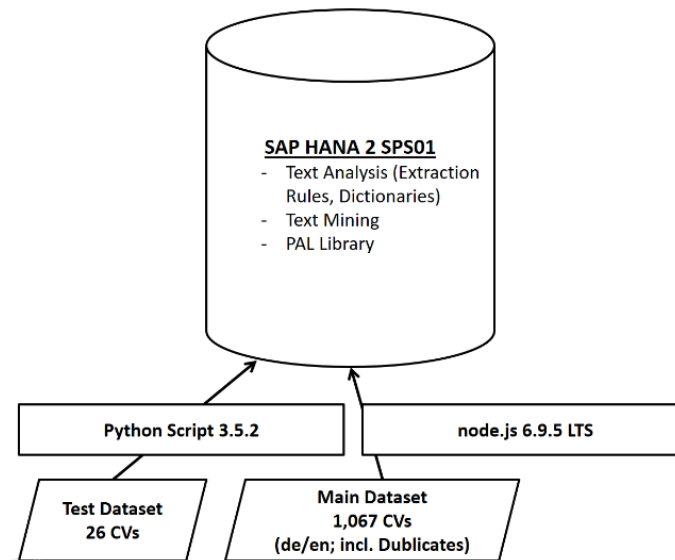 SAP HANA 2 SPS01
- Text Analysis (Extraction
Rules, Dictionaries)
- Text Mining
- PAL Library
Python Script 3.5.2
node.js 6.9.5 LTS
Test Dataset
26 CVs
Main Dataset
1,067 CVs
(de/en; incl. Dublicates)